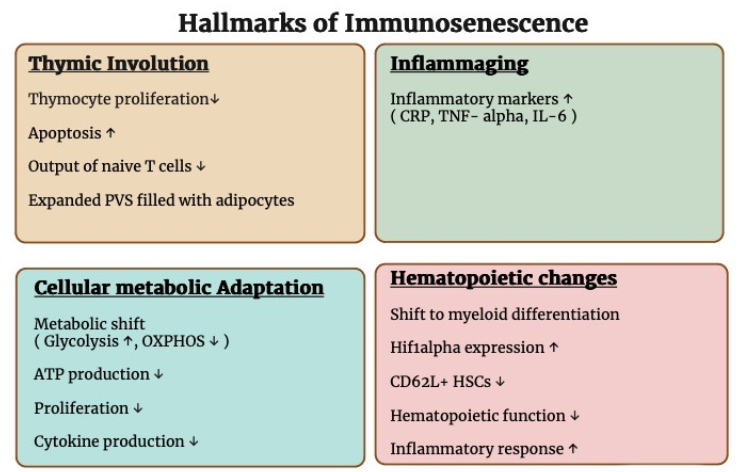 Hallmarks of Immunosenescence
Thymic Involution
Thymocyte proliferation↓
Apoptosis ↑
Output of naive T cells ↓
Expanded PVS filled with adipocytes
Inflammaging
Inflammatory markers ↑
( CRP, TNF- alpha, IL-6 )
Cellular metabolic Adaptation
Metabolic shift
( Glycolysis ↑, OXPHOS ↓ )
ATP production ↓
Proliferation ↓
Cytokine production ↓
Hematopoietic changes
Shift to myeloid differentiation
Hif1alpha expression ↑
CD62L+ HSCs ↓
Hematopoietic function ↓
Inflammatory response ↑